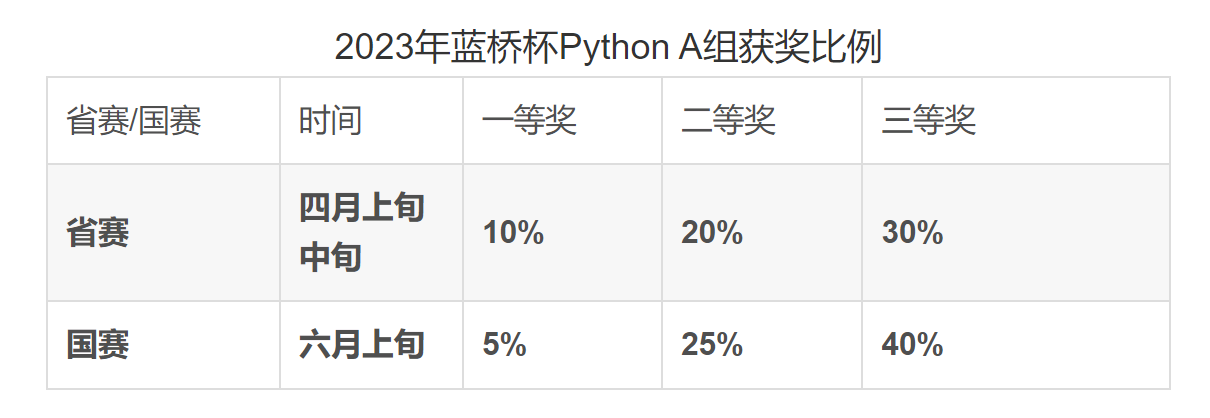 2023年蓝桥杯Python A组获奖比例
省赛/国赛 时间 一等奖 二等奖 三等奖
省赛 四月上旬中旬 10% 20% 30%
国赛 六月上旬 5% 25% 40%